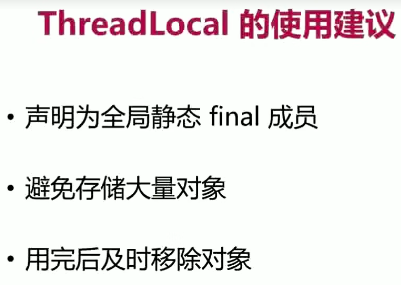 ThreadLocal 的使用建议
• 声明为全局静态 final 成员
• 避免存储大量对象
• 用完后及时移除对象